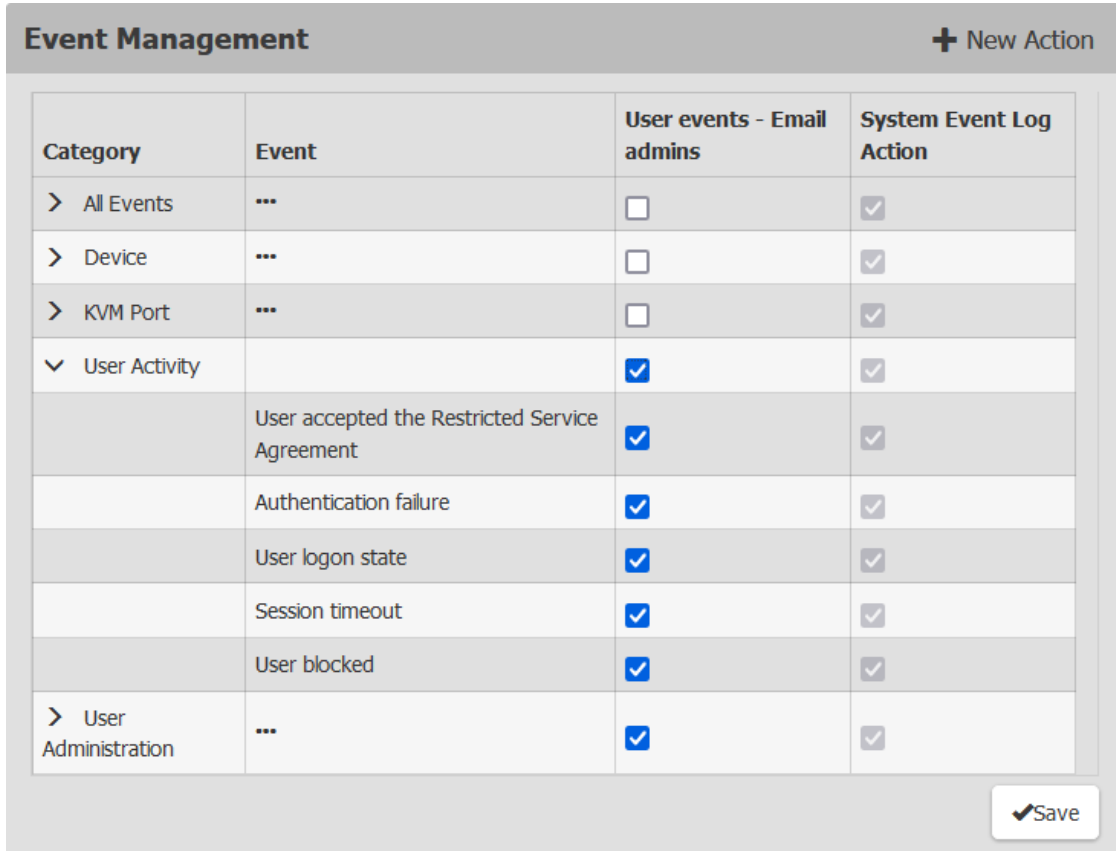 Event Management
New Action
Category
Event
User events - Email
admins
System Event Log
Action
All Events
...
Device
...
KVM Port
...
User Activity
User accepted the Restricted Service
Agreement
Authentication failure
User logon state
Session timeout
User blocked
User
Administration
...
Save